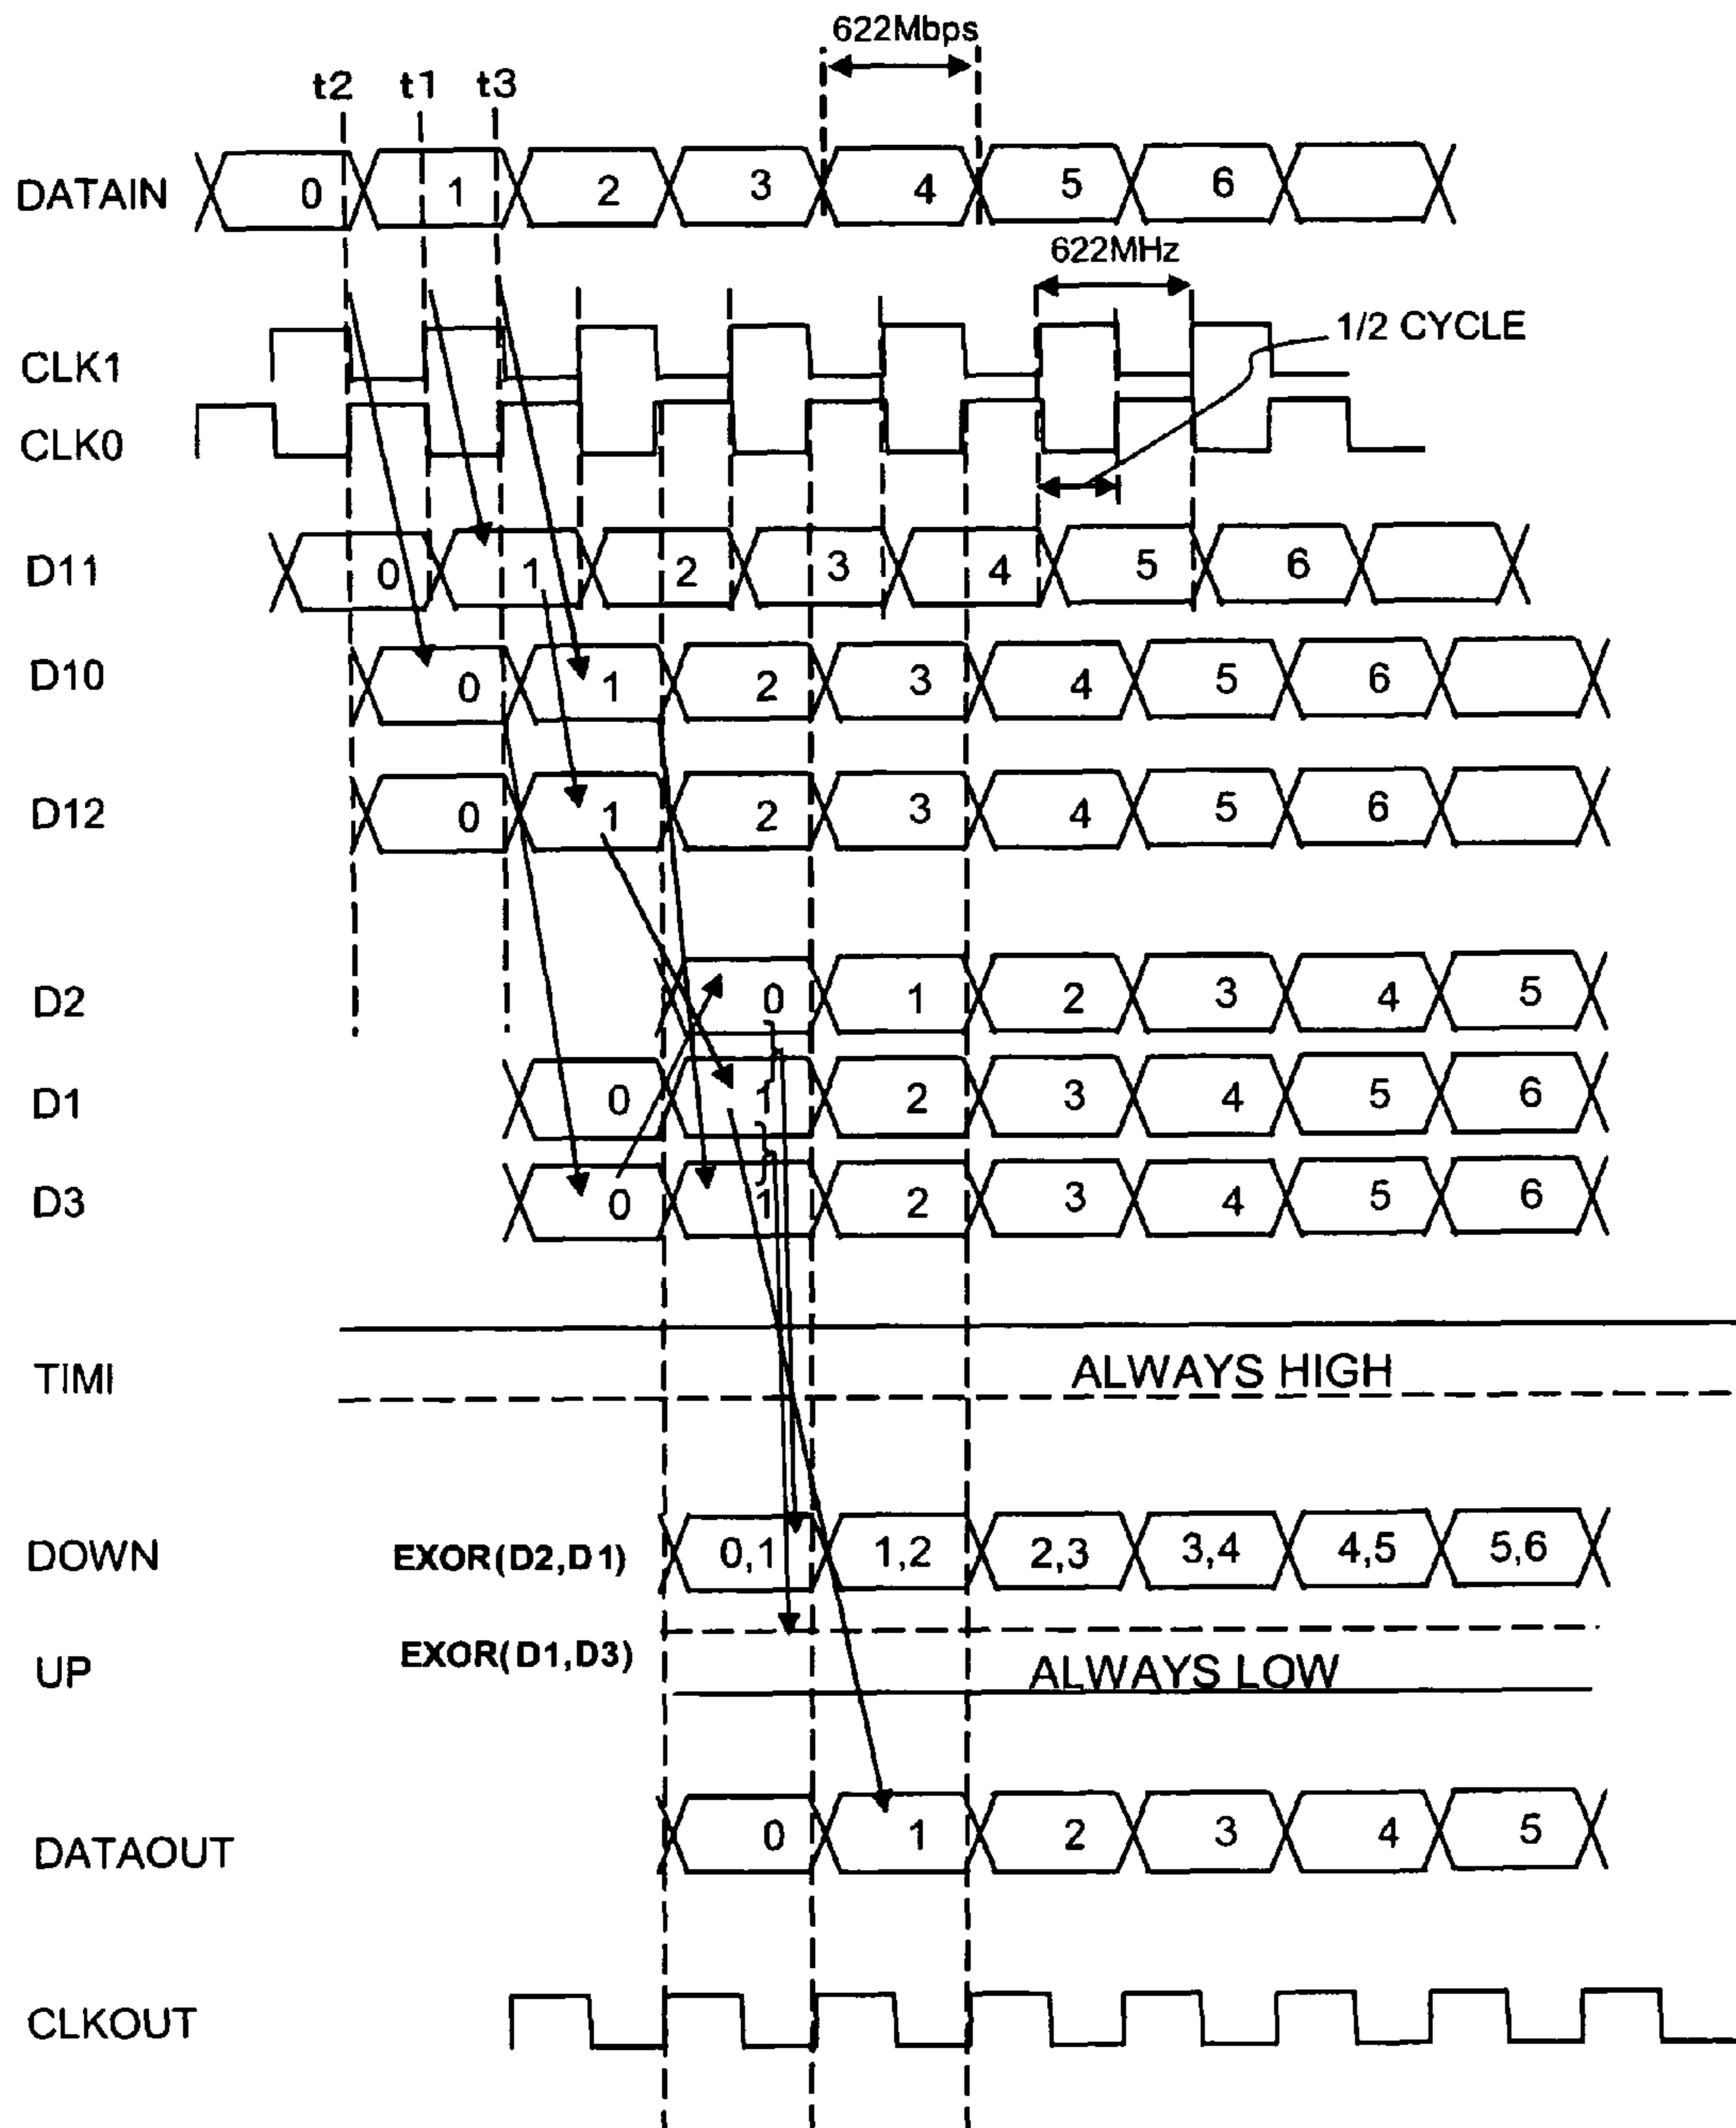 622Mbps
t2 t1 t3
DATAIN 0 1 2 3 4 5 6
622MHz
1/2 CYCLE
CLK1
CLK0
D11 0 1 2 3 4 5 6
D10 0 1 2 3 4 5 6
D12 0 1 2 3 4 5 6
D2 0 1 2 3 4 5
D1 0 1 2 3 4 5 6
D3 0 1 2 3 4 5 6
TIMI ALWAYS HIGH
DOWN EXOR(D2,D1) 0,1 1,2 2,3 3,4 4,5 5,6
EXOR(D1,D3)
UP ALWAYS LOW
DATAOUT 0 1 2 3 4 5
CLKOUT